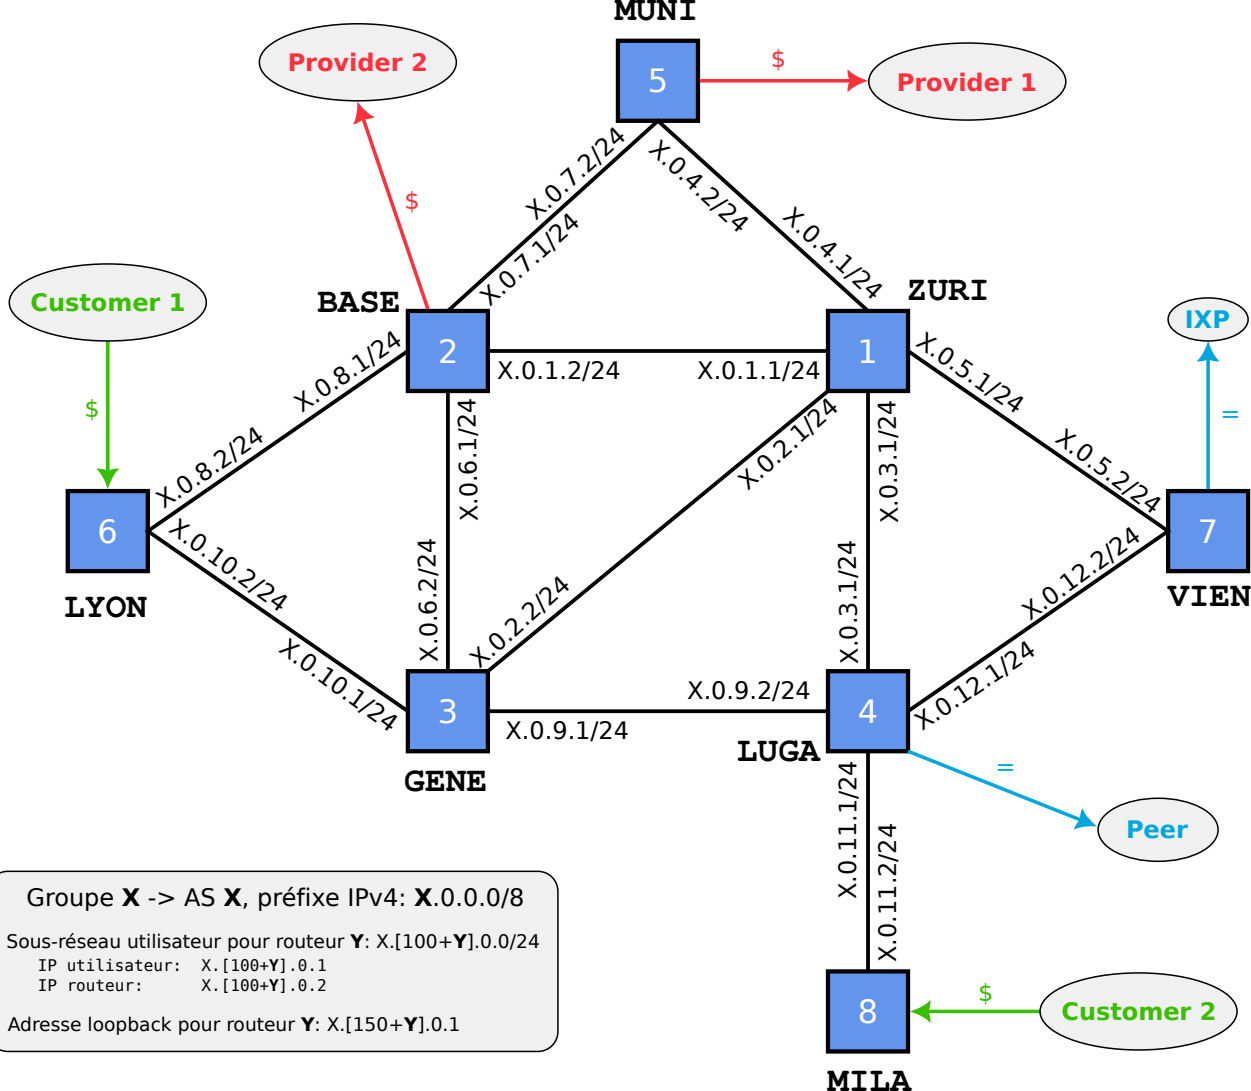 MUNI
5
Provider 2
$
Provider 1
$
X.0.7.2/24
X.0.4.2/24
X.0.7.1/24
X.0.4.1/24
Customer 1
$
BASE
2
ZURI
1
IXP
=
X.0.8.1/24
X.0.1.2/24
X.0.1.1/24
X.0.5.1/24
X.0.8.2/24
X.0.6.1/24
X.0.2.1/24
X.0.3.1/24
X.0.5.2/24
6
LYON
7
VIEN
X.0.10.2/24
X.0.6.2/24
X.0.2.2/24
X.0.3.1/24
X.0.12.2/24
X.0.10.1/24
X.0.9.2/24
X.0.12.1/24
3
GENE
X.0.9.1/24
4
LUGA
=
Peer
X.0.11.1/24
X.0.11.2/24
Groupe X -> AS X, préfixe IPv4: X.0.0.0/8
Sous-réseau utilisateur pour routeur Y: X.[100+Y].0.0/24
IP utilisateur: X.[100+Y].0.1
IP routeur: X.[100+Y].0.2
Adresse loopback pour routeur Y: X.[150+Y].0.1
8
$
Customer 2
MILA